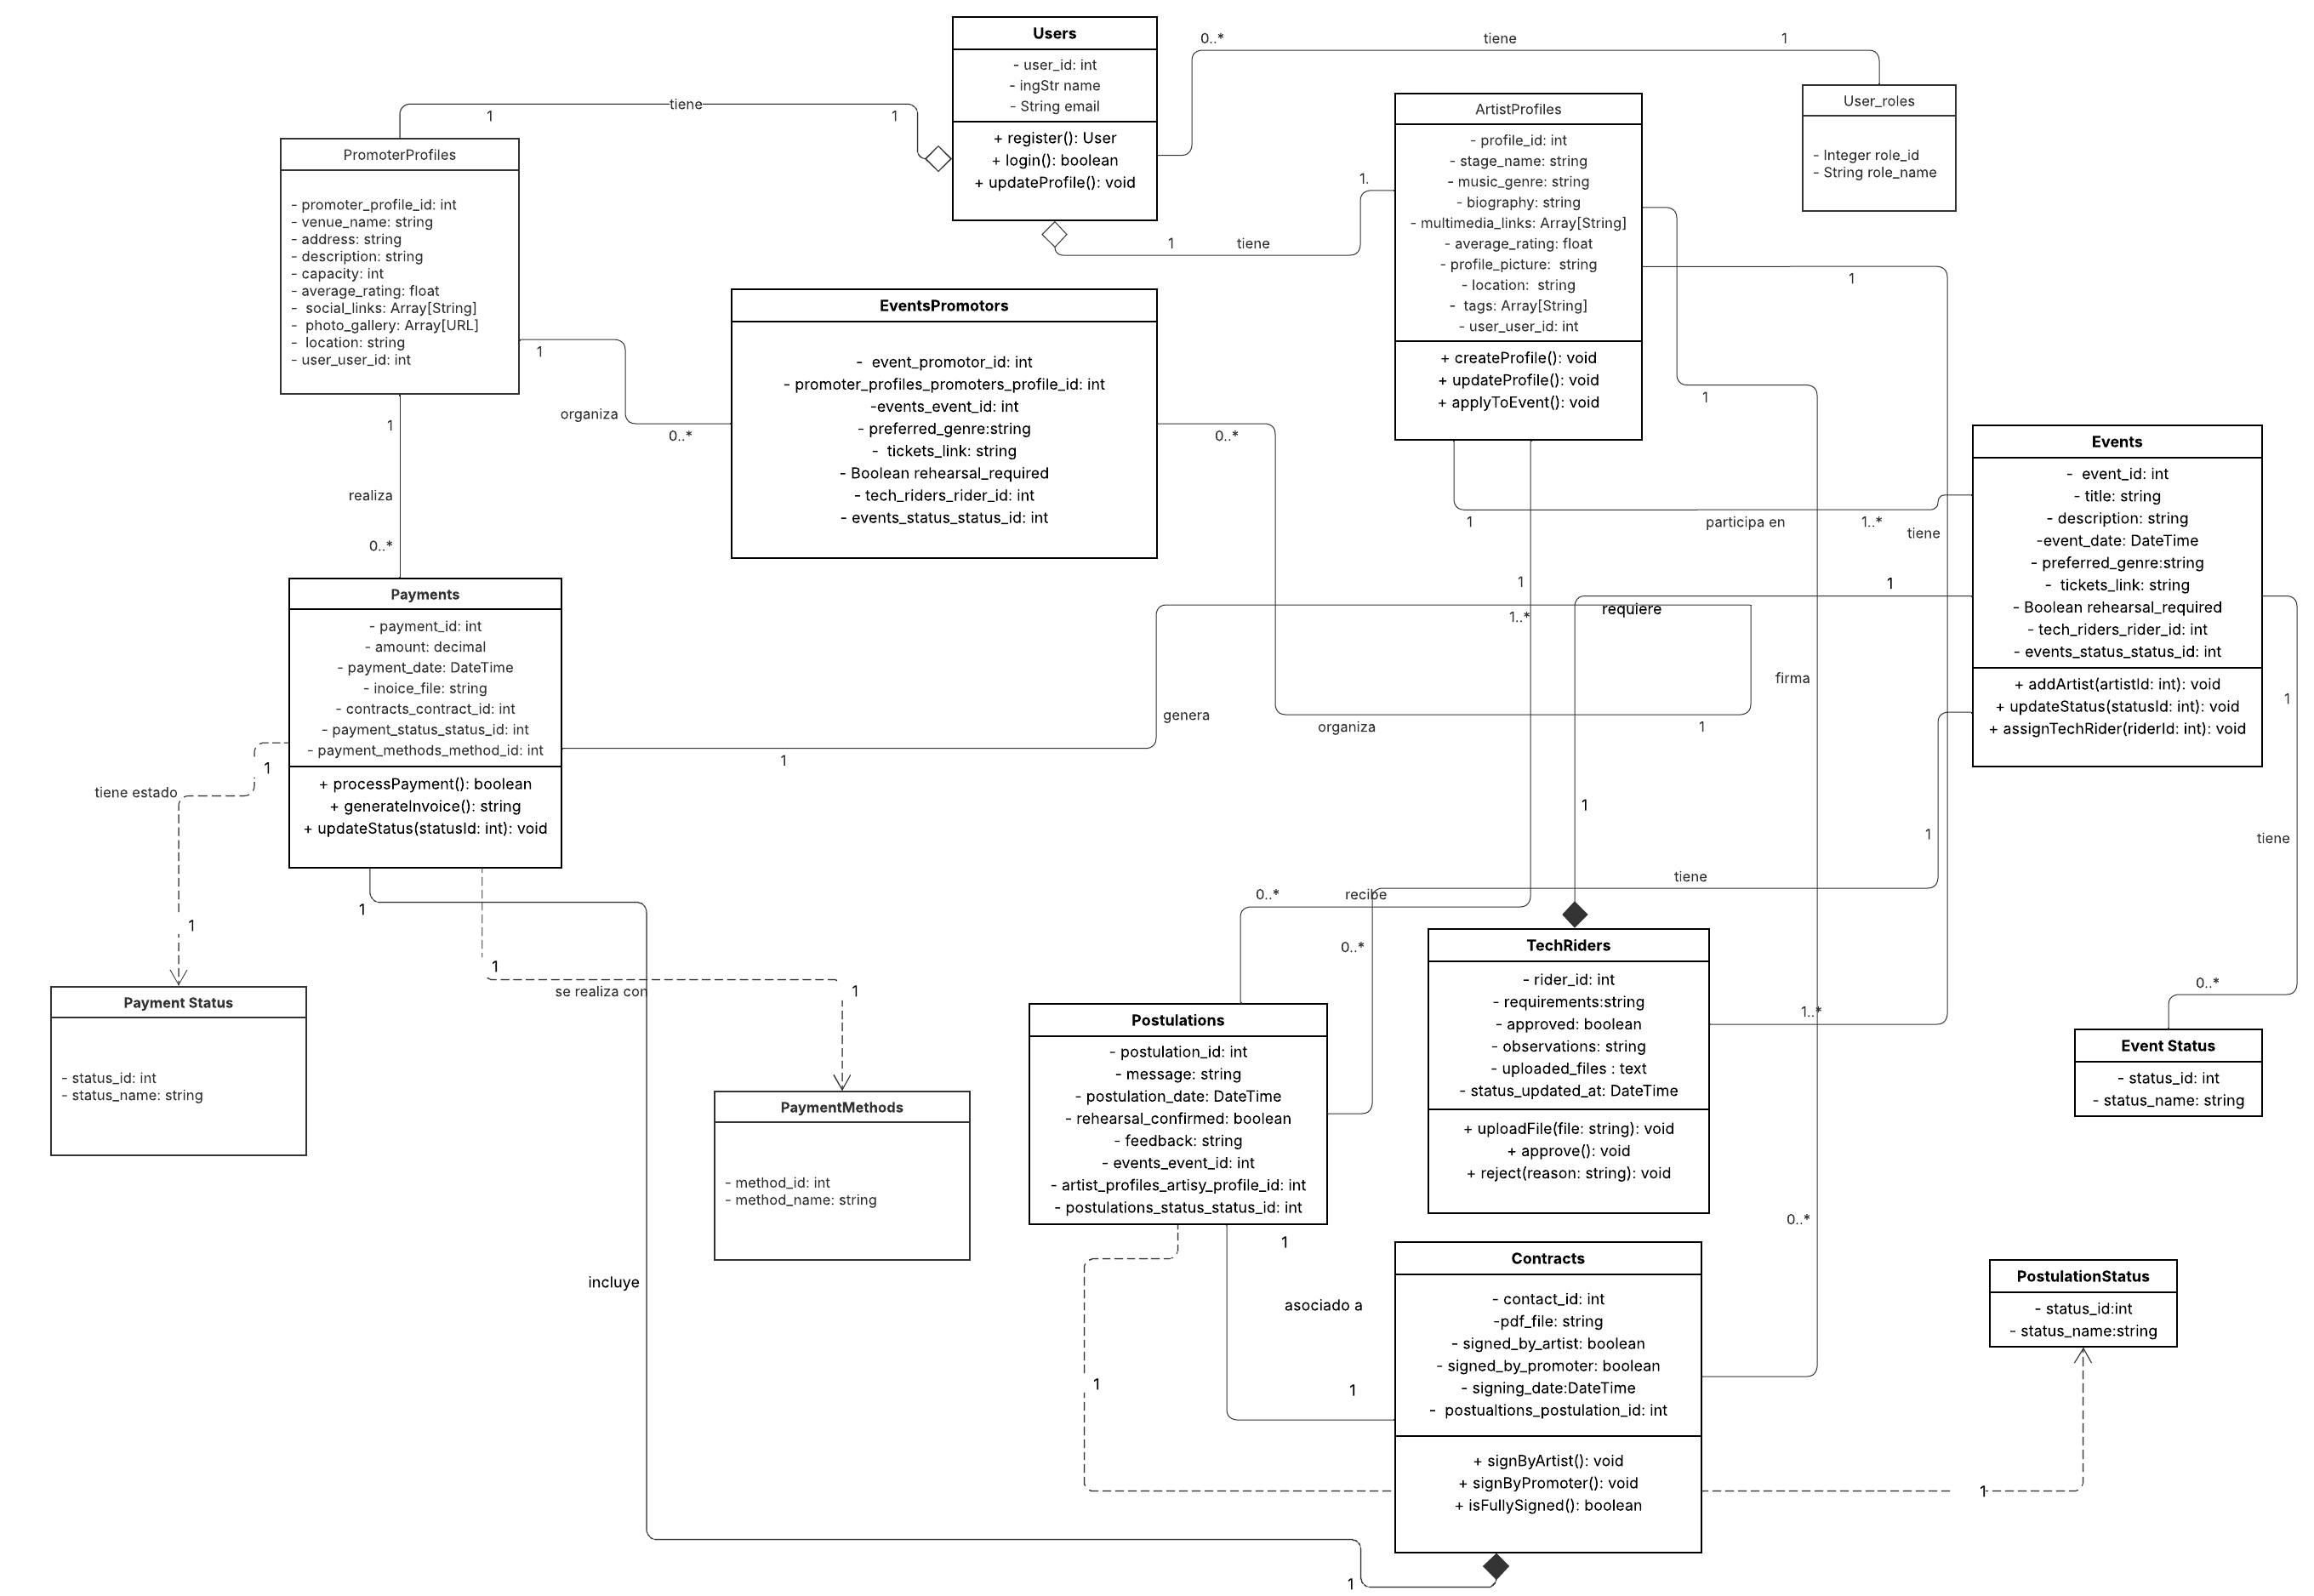 Users
- user_id: int
- ingStr name
- String email
+ register(): User
+ login(): boolean
+ updateProfile(): void
0..*
tiene
1
User_roles
- Integer role_id
- String role_name
tiene
1
1
PromoterProfiles
- promoter_profile_id: int
- venue_name: string
- address: string
- description: string
- capacity: int
- average_rating: float
- social_links: Array[String]
- photo_gallery: Array[URL]
- location: string
- user_user_id: int
1.
1
tiene
ArtistProfiles
- profile_id: int
- stage_name: string
- music_genre: string
- biography: string
- multimedia_links: Array[String]
- average_rating: float
- profile_picture: string
- location: string
- tags: Array[String]
- user_user_id: int
+ createProfile(): void
+ updateProfile(): void
+ applyToEvent(): void
1
1
EventsPromotors
- event_promotor_id: int
- promoter_profiles_promoters_profile_id: int
-events_event_id: int
- preferred_genre:string
- tickets_link: string
- Boolean rehearsal_required
- tech_riders_rider_id: int
- events_status_status_id: int
1
organiza
0..*
0..*
1
realiza
0..*
Events
- event_id: int
- title: string
- description: string
-event_date: DateTime
- preferred_genre:string
- tickets_link: string
- Boolean rehearsal_required
- tech_riders_rider_id: int
- events_status_status_id: int
+ addArtist(artistId: int): void
+ updateStatus(statusId: int): void
+ assignTechRider(riderId: int): void
1
participa en
1..*
tiene
1
1
requiere
1..*
firma
genera
organiza
1
1
Payments
- payment_id: int
- amount: decimal
- payment_date: DateTime
- inoice_file: string
- contracts_contract_id: int
- payment_status_status_id: int
- payment_methods_method_id: int
+ processPayment(): boolean
+ generateInvoice(): string
+ updateStatus(statusId: int): void
1
tiene estado
1
1
1
tiene
1
1
tiene
0..*
recibe
0..*
1
se realiza con
1
Payment Status
- status_id: int
- status_name: string
PaymentMethods
- method_id: int
- method_name: string
TechRiders
- rider_id: int
- requirements:string
- approved: boolean
- observations: string
- uploaded_files : text
- status_updated_at: DateTime
+ uploadFile(file: string): void
+ approve(): void
+ reject(reason: string): void
1..*
0..*
Event Status
- status_id: int
- status_name: string
Postulations
- postulation_id: int
- message: string
- postulation_date: DateTime
- rehearsal_confirmed: boolean
- feedback: string
- events_event_id: int
- artist_profiles_artisy_profile_id: int
- postulations_status_status_id: int
0..*
1
asociado a
1
1
incluye
Contracts
- contact_id: int
-pdf_file: string
- signed_by_artist: boolean
- signed_by_promoter: boolean
- signing_date:DateTime
- postualtions_postulation_id: int
+ signByArtist(): void
+ signByPromoter(): void
+ isFullySigned(): boolean
PostulationStatus
- status_id:int
- status_name:string
1
1